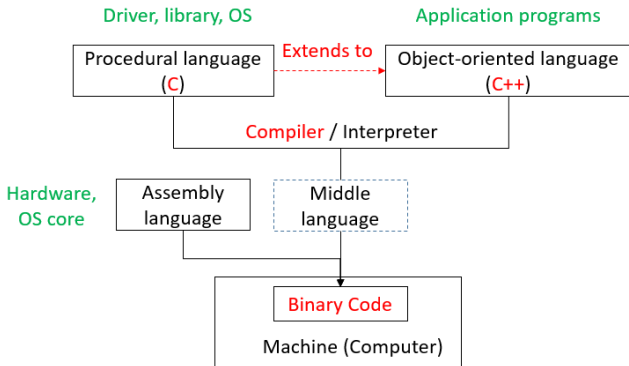 Driver, library, OS
Application programs
Procedural language
(C)
Extends to
Object-oriented language
(C++)
Compiler / Interpreter
Hardware,
OS core
Assembly
language
Middle
language
Binary Code
Machine (Computer)